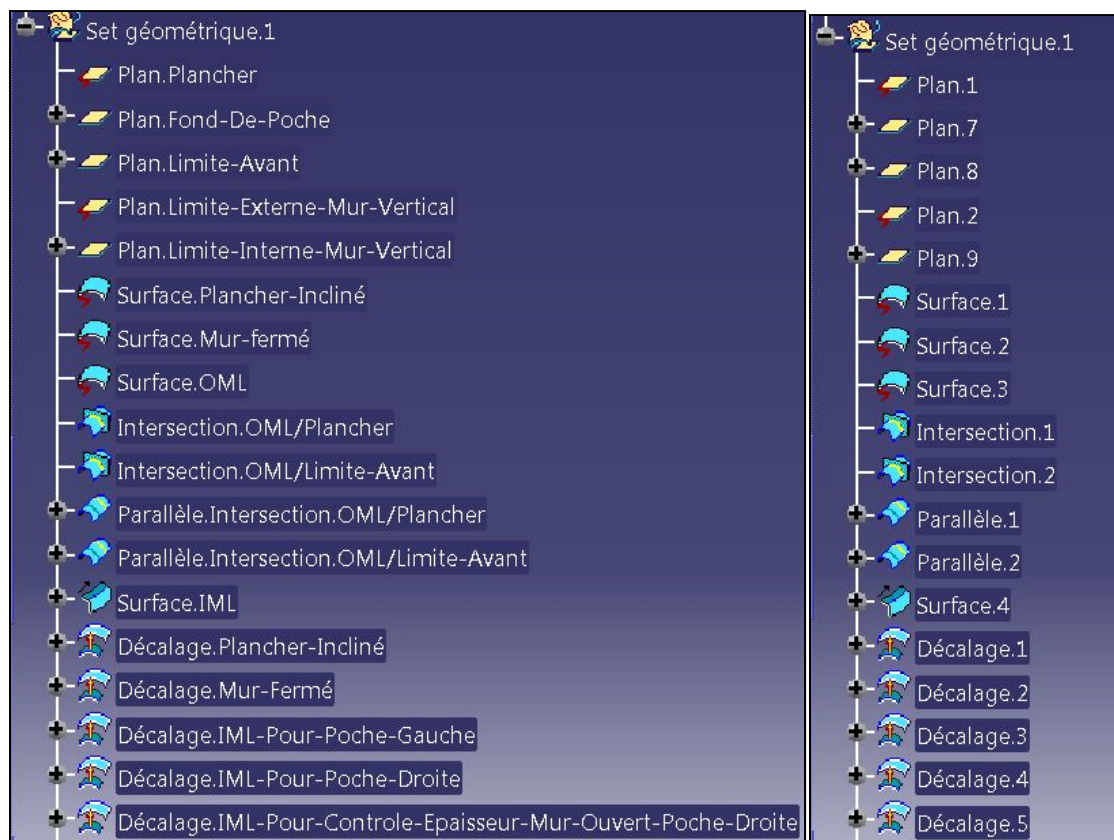 Set géométrique.1
Plan.Plancher
Plan.Fond-De-Poche
Plan.Limite-Avant
Plan.Limite-Externe-Mur-Vertical
Plan.Limite-Interne-Mur-Vertical
Surface.Plancher-Incliné
Surface.Mur-fermé
Surface.OML
Intersection.OML/Plancher
Intersection.OML/Limite-Avant
Parallèle.Intersection.OML/Plancher
Parallèle.Intersection.OML/Limite-Avant
Surface.IML
Décalage.Plancher-Incliné
Décalage.Mur-Fermé
Décalage.IML-Pour-Poche-Gauche
Décalage.IML-Pour-Poche-Droite
Décalage.IML-Pour-Controle-Epaisseur-Mur-Ouvert-Poche-Droite
Set géométrique.1
Plan.1
Plan.7
Plan.8
Plan.2
Plan.9
Surface.1
Surface.2
Surface.3
Intersection.1
Intersection.2
Parallèle.1
Parallèle.2
Surface.4
Décalage.1
Décalage.2
Décalage.3
Décalage.4
Décalage.5